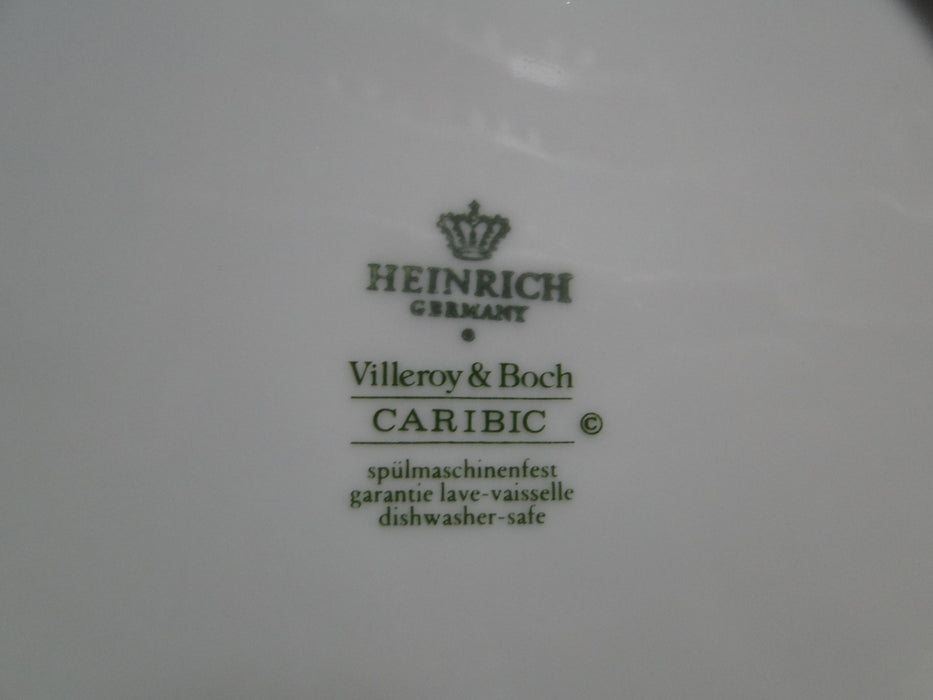 HEINRICH
GERMANY
Villeroy & Boch
CARIBIC ©
spülmaschinenfest
garantie lave-vaisselle
dishwasher-safe